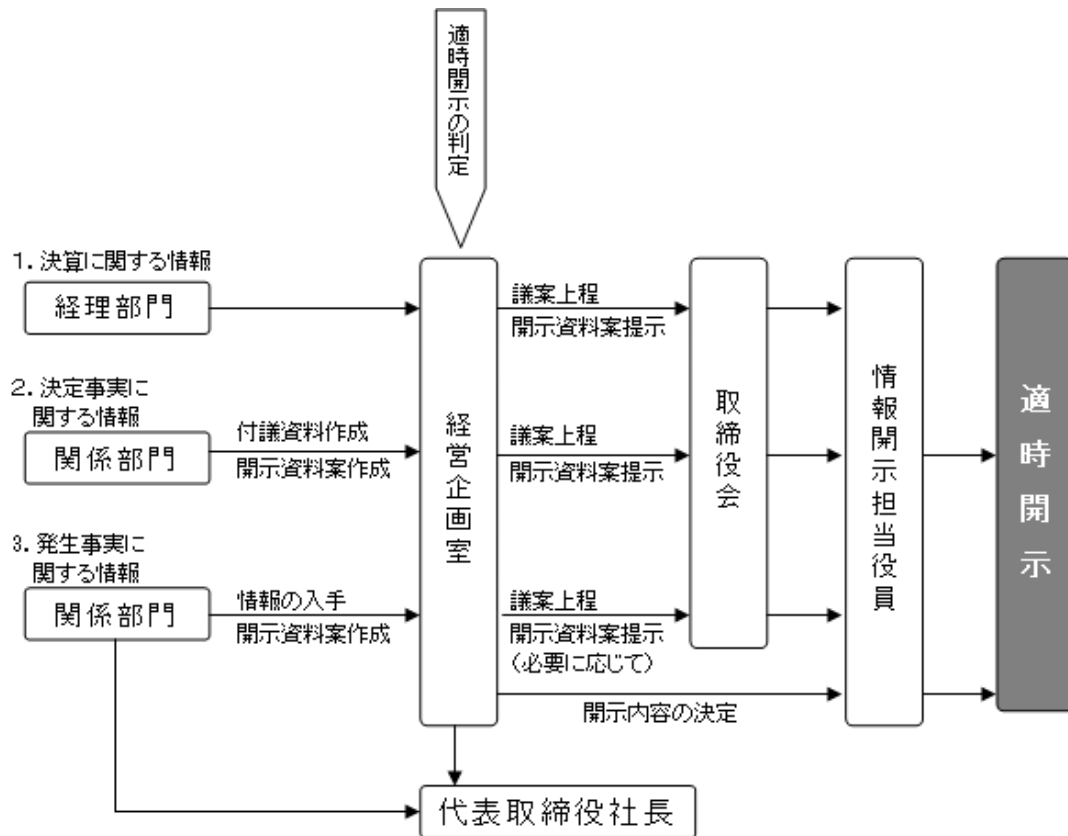 適時開示の判定
1. 決算に関する情報
経理部門
議案上程
開示資料案提示
2. 決定事実に
関する情報
関係部門
付議資料作成
開示資料案作成
議案上程
開示資料案提示
3. 発生事実に
関する情報
関係部門
情報の入手
開示資料案作成
議案上程
開示資料案提示
(必要に応じて)
開示内容の決定
経営企画室
取締役会
情報開示担当役員
適時開示
代表取締役社長